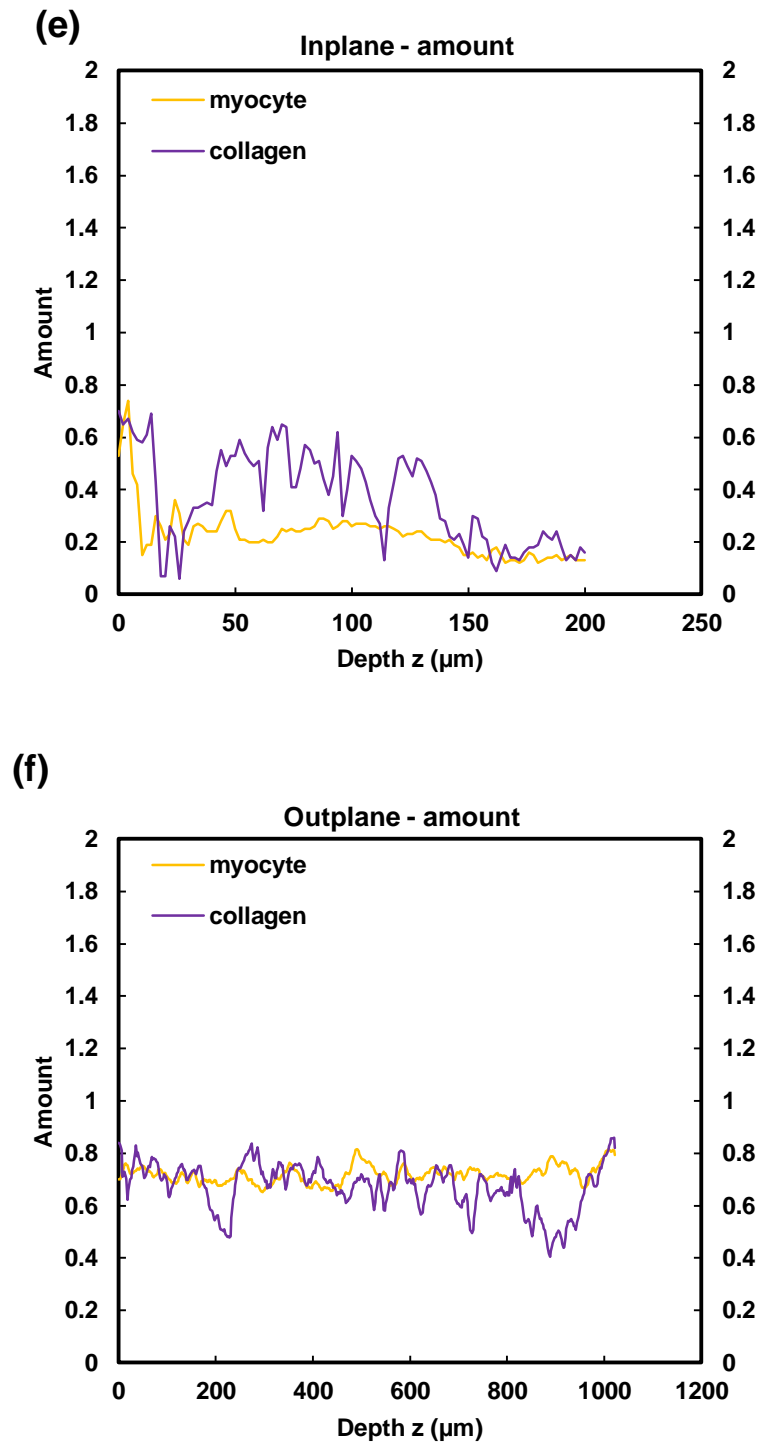 (e)
Inplane - amount
2 2
myocyte
1.8 1.8
collagen
1.6 1.6
1.4 1.4
1.2 1.2
Amount
1 1
0.8 0.8
0.6 0.6
0.4 0.4
0.2 0.2
0 0
0 50 100 150 200 250
Depth z (µm)
(f)
Outplane - amount
2 2
myocyte
1.8 1.8
collagen
1.6 1.6
1.4 1.4
1.2 1.2
Amount
1 1
0.8 0.8
0.6 0.6
0.4 0.4
0.2 0.2
0 0
0 200 400 600 800 1000 1200
Depth z (µm)